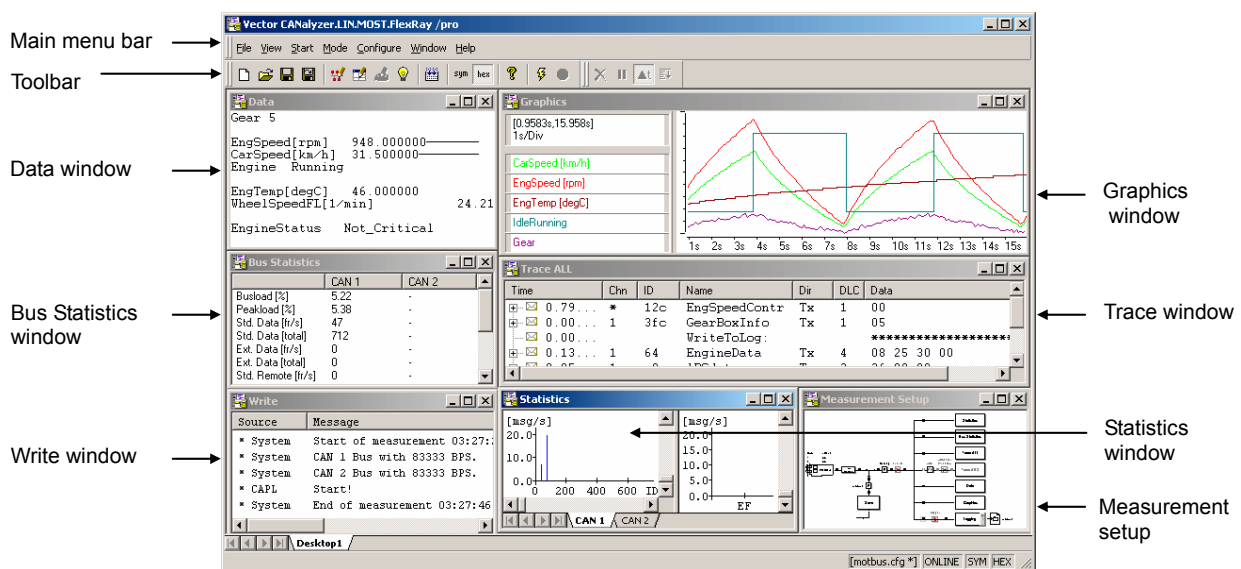 Vector CANalyzer.LIN.MOST.FlexRay /pro
Main menu bar
File View Start Mode Configure Window Help
Toolbar
sym hex
Data
Gear 5
EngSpeed[rpm] 948.000000
CarSpeed[km/h] 31.500000
Engine Running
EngTemp[degC] 46.000000
WheelSpeedFL[1/min] 24.21
EngineStatus Not_Critical
Data window
Graphics
[0.9583s,15.958s]
1s/Div
CarSpeed [km/h]
EngSpeed [rpm]
EngTemp [degC]
IdleRunning
Gear
1s 2s 3s 4s 5s 6s 7s 8s 9s 10s 11s 12s 13s 14s 15s
Graphics
window
Bus Statistics
CAN 1 CAN 2
Busload [%] 5.22 -
Peakload [%] 5.38 -
Std. Data [fr/s] 47 -
Std. Data [total] 712 -
Ext. Data [fr/s] 0 -
Ext. Data [total] 0 -
Std. Remote [fr/s] 0 -
Bus Statistics
window
Trace ALL
Time Chn ID Name Dir DLC Data
0.79... * 12c EngSpeedContr Tx 1 00
0.00... 1 3fc GearBoxInfo Tx 1 05
0.00... WriteToLog: ********************
0.13... 1 64 EngineData Tx 4 08 25 30 00
Trace window
Write
Source Message
* System Start of measurement 03:27:
* System CAN 1 Bus with 83333 BPS.
* System CAN 2 Bus with 83333 BPS.
* CAPL Start!
* System End of measurement 03:27:46
Write window
Statistics
[msg/s]
20.0
10.0
0.0
0 200 400 600 ID
[msg/s]
20.0
15.0
10.0
5.0
0.0
EF
CAN 1 CAN 2
Statistics
window
Measurement Setup
Statistics
Bus Statistics
Data
Graphics
Logging
Measurement
setup
Desktop1
[motbus.cfg *] ONLINE SYM HEX